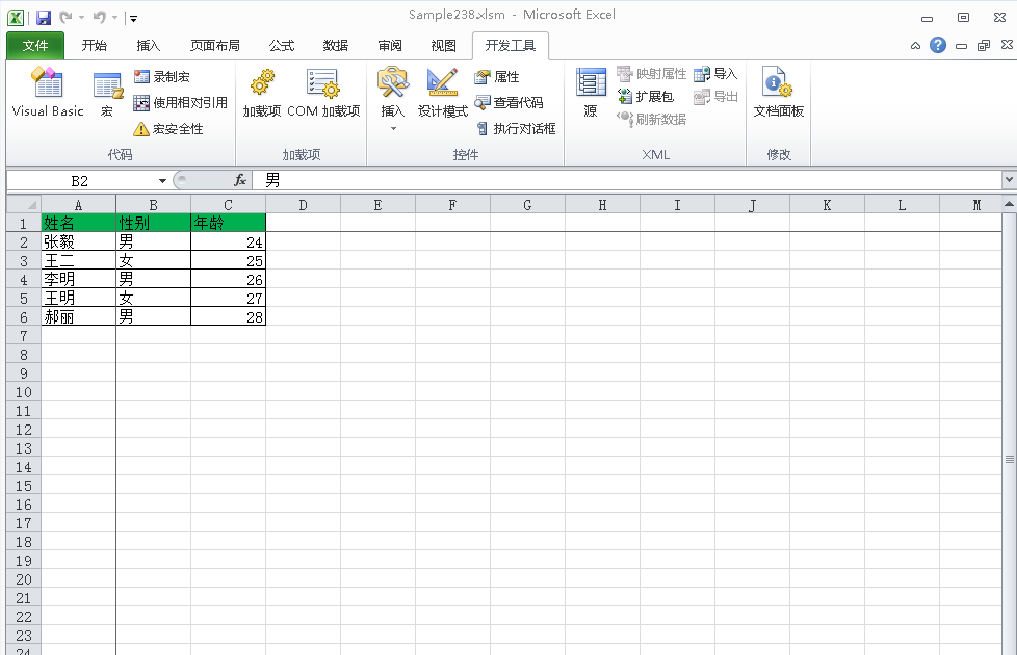 Sample238.xlsm - Microsoft Excel
文件 开始 插入 页面布局 公式 数据 审阅 视图 开发工具
Visual Basic 宏 录制宏 使用相对引用 宏安全性
加载项 COM 加载项
插入 设计模式 属性 查看代码 执行对话框
源 映射属性 扩展包 刷新数据 导入 导出
文档面板
代码 加载项 控件 XML 修改
B2 fx 男
A B C D E F G H I J K L M
1 姓名 性别 年龄
2 张毅 男 24
3 王二 女 25
4 李明 男 26
5 王明 女 27
6 郝丽 男 28
7
8
9
10
11
12
13
14
15
16
17
18
19
20
21
22
23
24